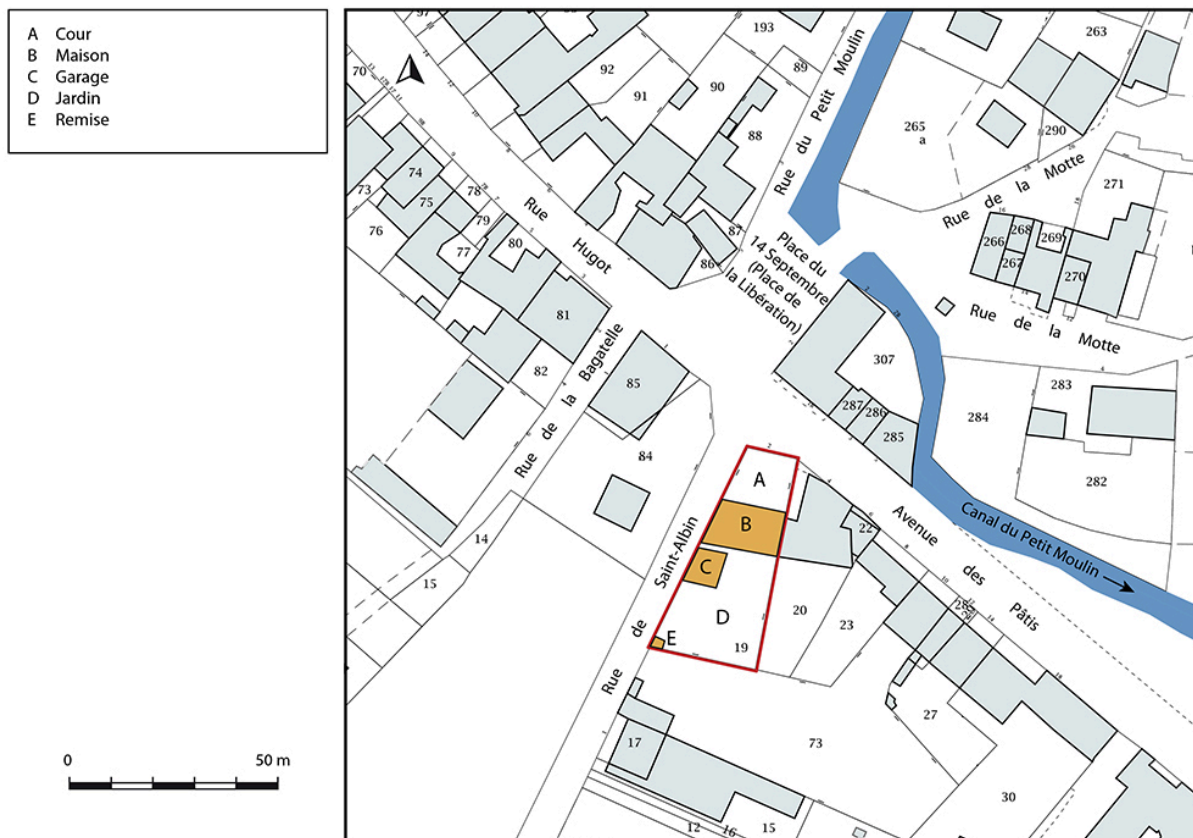 A Cour
B Maison
C Garage
D Jardin
E Remise
0 50 m
97
193
263
70
92
89
91
90
88
265
a
290
Rue du Petit Moulin
Rue de la Motte
271
74
73
75
78
79
76
77
80
Rue Hugot
87
86
Place du
14 Septembre
(Place de
la Libération)
266
268
269
267
270
Rue de la Motte
81
82
85
Rue de la Bagatelle
307
287
286
285
284
283
282
84
A
B
C
D
E
19
Rue de Saint-Albin
22
20
23
Avenue des Pâtis
Canal du Petit Moulin
14
15
27
73
17
30
12
16
15